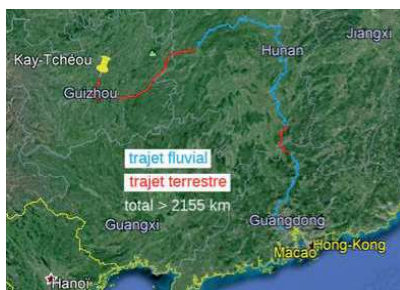 Jiangxi
Hunan
Kay-Tchéou
Guizhou
trajet fluvial
trajet terrestre
total > 2155 km
Guangxi
Guangdong
Macao
Hong-Kong
Hanoi